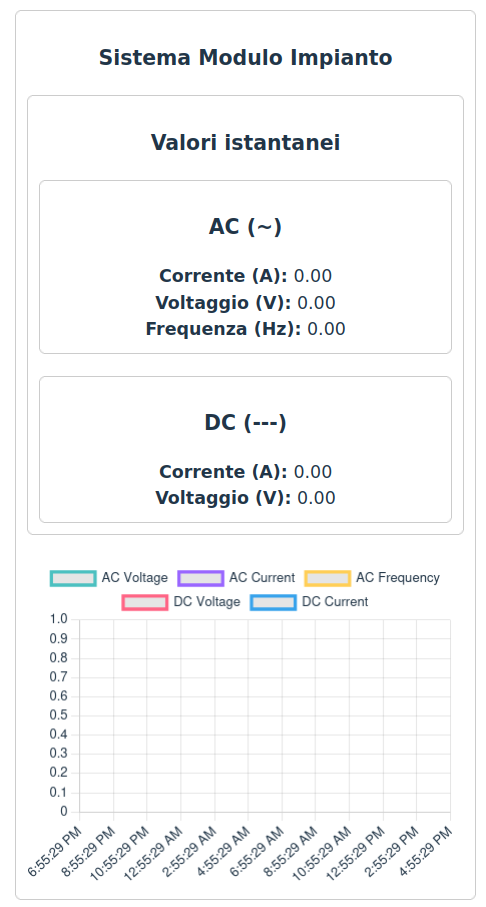 Sistema Modulo Impianto
Valori istantanei
AC (~)
Corrente (A): 0.00
Voltaggio (V): 0.00
Frequenza (Hz): 0.00
DC (---)
Corrente (A): 0.00
Voltaggio (V): 0.00
AC Voltage AC Current AC Frequency
DC Voltage DC Current
1.0
0.9
0.8
0.7
0.6
0.5
0.4
0.3
0.2
0.1
0
6:55:29 PM 8:55:29 PM 10:55:29 PM 12:55:29 AM 2:55:29 AM 4:55:29 AM 6:55:29 AM 8:55:29 AM 10:55:29 AM 12:55:29 PM 2:55:29 PM 4:55:29 PM